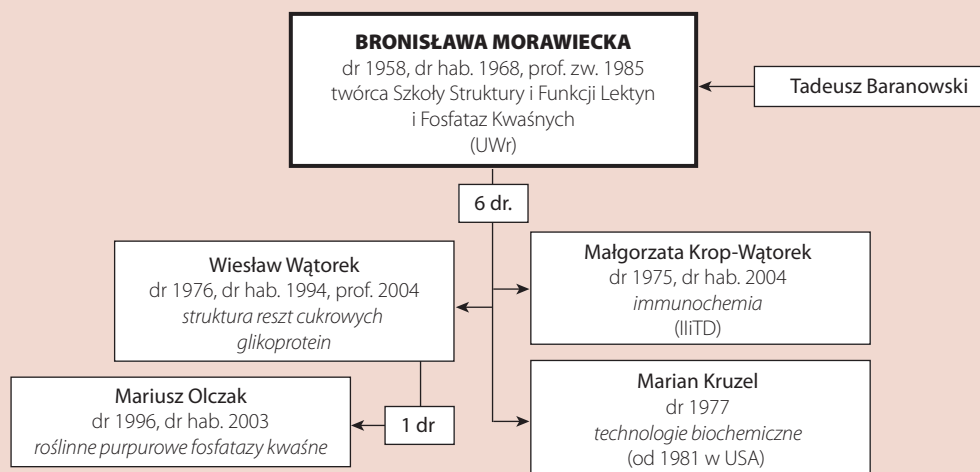 BRONISŁAWA MORAWIECKA
dr 1958, dr hab. 1968, prof. zw. 1985
twórca Szkoły Struktury i Funkcji Lektyn
i Fosfataz Kwaśnych
(UWr)
Tadeusz Baranowski
6 dr.
Wiesław Wątorek
dr 1976, dr hab. 1994, prof. 2004
struktura reszt cukrowych
glikoprotein
Małgorzata Krop-Wątorek
dr 1975, dr hab. 2004
immunochemia
(IIiTD)
Mariusz Olczak
dr 1996, dr hab. 2003
roślinne purpurowe fosfatazy kwaśne
1 dr
Marian Kruzel
dr 1977
technologie biochemiczne
(od 1981 w USA)